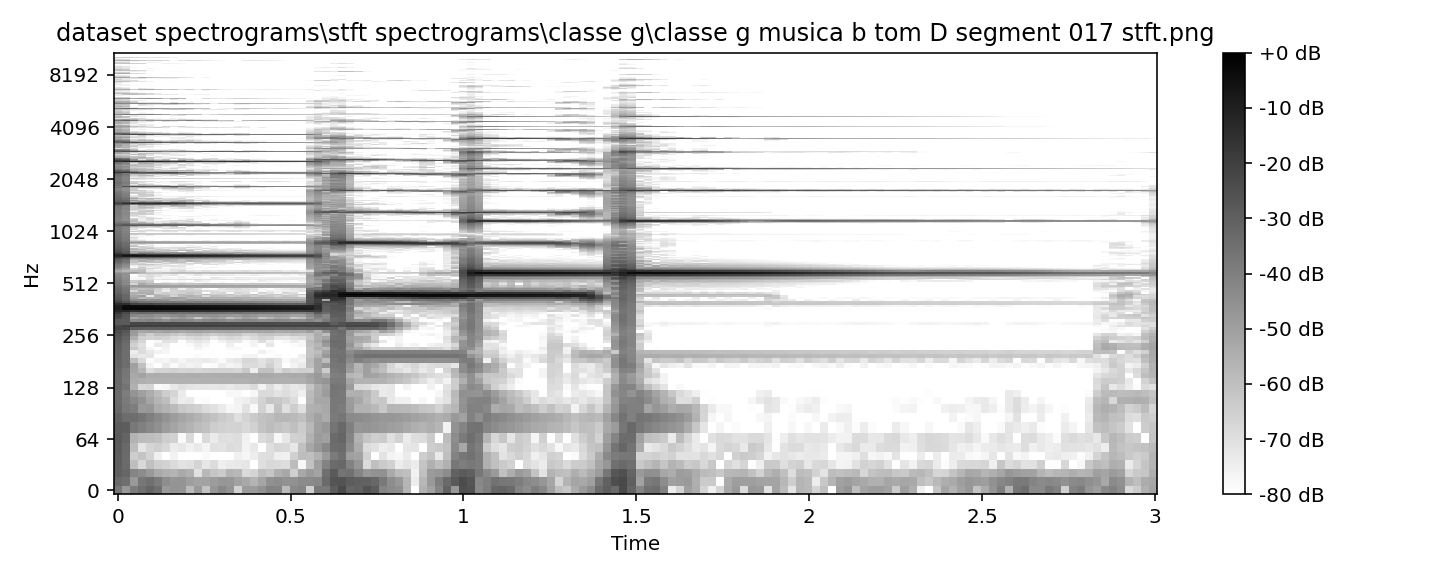 dataset spectrograms\stft spectrograms\classe g\classe g musica b tom D segment 017 stft.png
8192
4096
2048
1024
512
256
128
64
0
Hz
0
0.5
1
1.5
2
2.5
3
Time
+0 dB
-10 dB
-20 dB
-30 dB
-40 dB
-50 dB
-60 dB
-70 dB
-80 dB